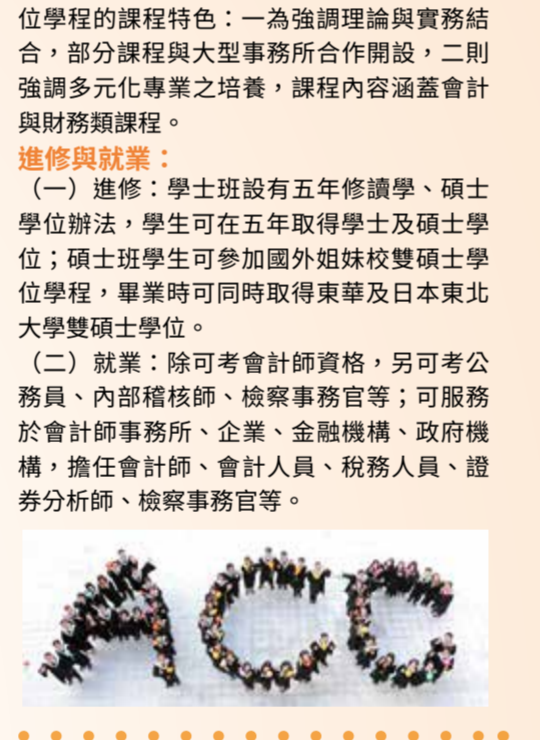 位學程的課程特色：一為強調理論與實務結
合，部分課程與大型事務所合作開設，二則
強調多元化專業之培養，課程內容涵蓋會計
與財務類課程。
進修與就業：
（一）進修：學士班設有五年修讀學、碩士
學位辦法，學生可在五年取得學士及碩士學
位；碩士班學生可參加國外姐妹校雙碩士學
位學程，畢業時可同時取得東華及日本東北
大學雙碩士學位。
（二）就業：除可考會計師資格，另可考公
務員、內部稽核師、檢察事務官等；可服務
於會計師事務所、企業、金融機構、政府機
構，擔任會計師、會計人員、稅務人員、證
券分析師、檢察事務官等。
ACC